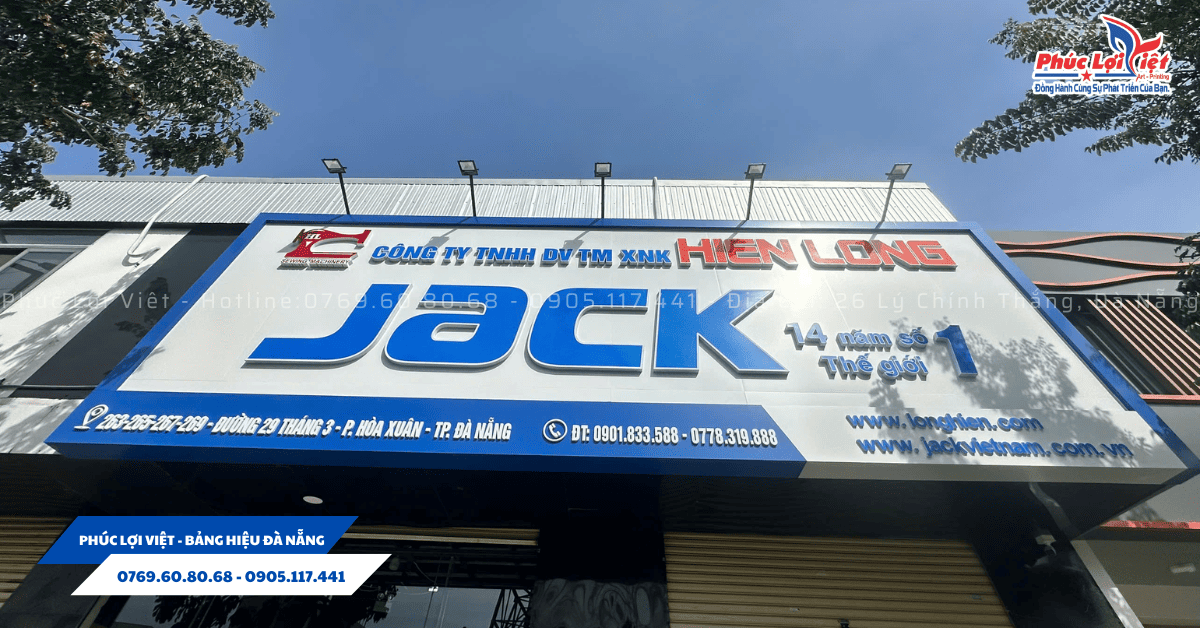 Phúc Lợi Việt
Art - Printing
Đồng Hành Cùng Sự Phát Triển Của Bạn.
HL
SEWING MACHINERY
CÔNG TY TNHH DV TM XNK HIEN LONG
JACK
14 năm số 1
Thế giới
263-265-267-269 - ĐƯỜNG 29 THÁNG 3 - P. HÒA XUÂN - TP. ĐÀ NẴNG
ĐT: 0901.833.588 - 0778.319.888
www.longhien.com
www.jackvietnam.com.vn
Phúc Lợi Việt - Hotline:0769.60.80.68 - 0905.117.441 - Địa 26 Lý Chính Thắng, Đà Nẵng
PHÚC LỢI VIỆT - BẢNG HIỆU ĐÀ NẴNG
0769.60.80.68 - 0905.117.441